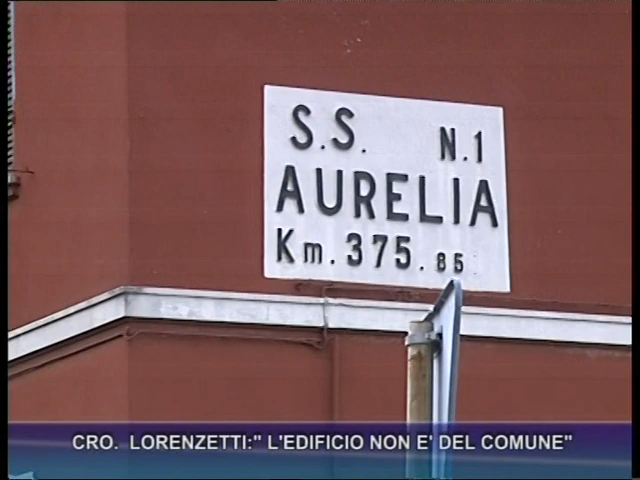 S.S. N.1
AURELIA
Km. 375. 85
CRO. LORENZETTI:" L'EDIFICIO NON E' DEL COMUNE"